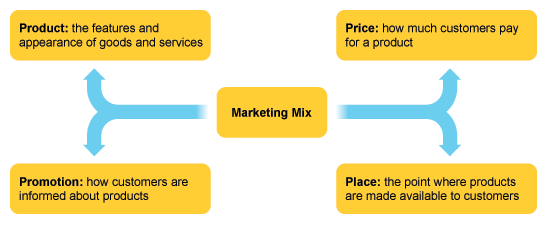 Product: the features and
appearance of goods and services
Price: how much customers pay
for a product
Marketing Mix
Promotion: how customers are
informed about products
Place: the point where products
are made available to customers